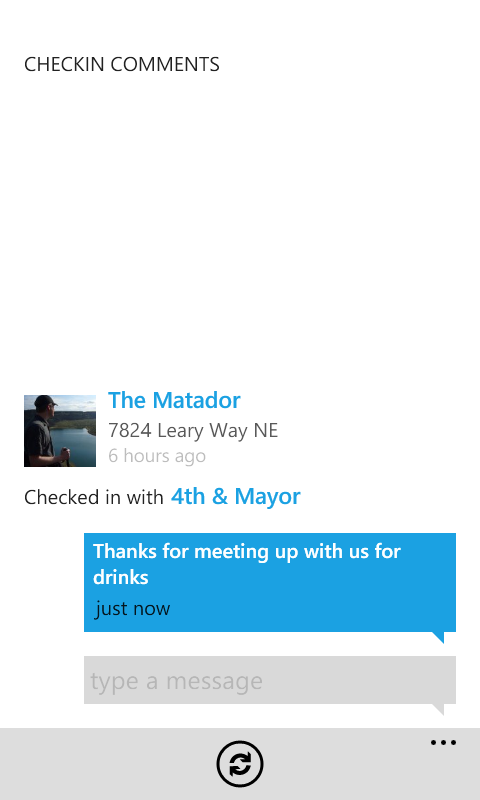 CHECKIN COMMENTS
The Matador
7824 Leary Way NE
6 hours ago
Checked in with 4th & Mayor
Thanks for meeting up with us for
drinks
just now
type a message